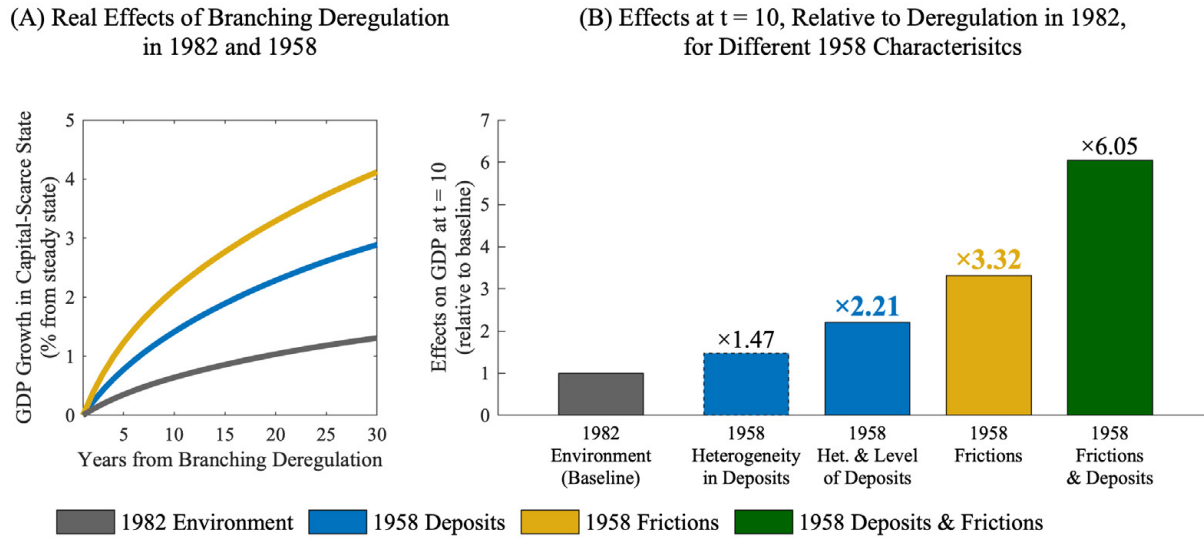 (A) Real Effects of Branching Deregulation
in 1982 and 1958
GDP Growth in Capital-Scarce State
(% from steady state)
5
4
3
2
1
0
5
10
15
20
25
30
Years from Branching Deregulation
(B) Effects at t = 10, Relative to Deregulation in 1982,
for Different 1958 Characterisitcs
Effects on GDP at t = 10
(relative to baseline)
7
6
5
4
3
2
1
0
×1.47
×2.21
×3.32
×6.05
1982
Environment
(Baseline)
1958
Heterogeneity
in Deposits
1958
Het. & Level
of Deposits
1958
Frictions
1958
Frictions
& Deposits
1982 Environment
1958 Deposits
1958 Frictions
1958 Deposits & Frictions